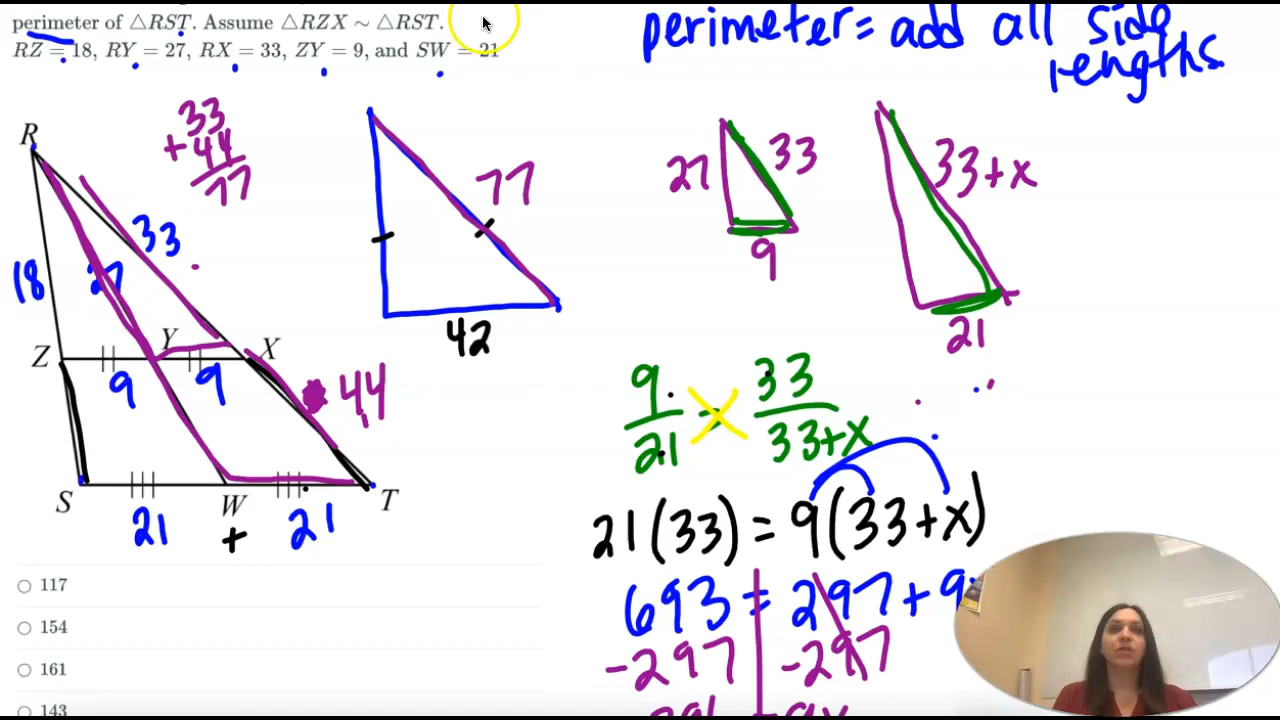 perimeter of △RST. Assume △RZX ∼ △RST.
RZ = 18, RY = 27, RX = 33, ZY = 9, and SW = 21
perimeter = add all side
lengths
R
33
+ 44
77
33
18
27
Z
Y
X
9
9
44
S
W
T
21
+
21
77
42
27
33
9
33+x
21
9/21 = 33/33+x
21(33) = 9(33+x)
693 = 297 + 9
-297 -297
117
154
161
143